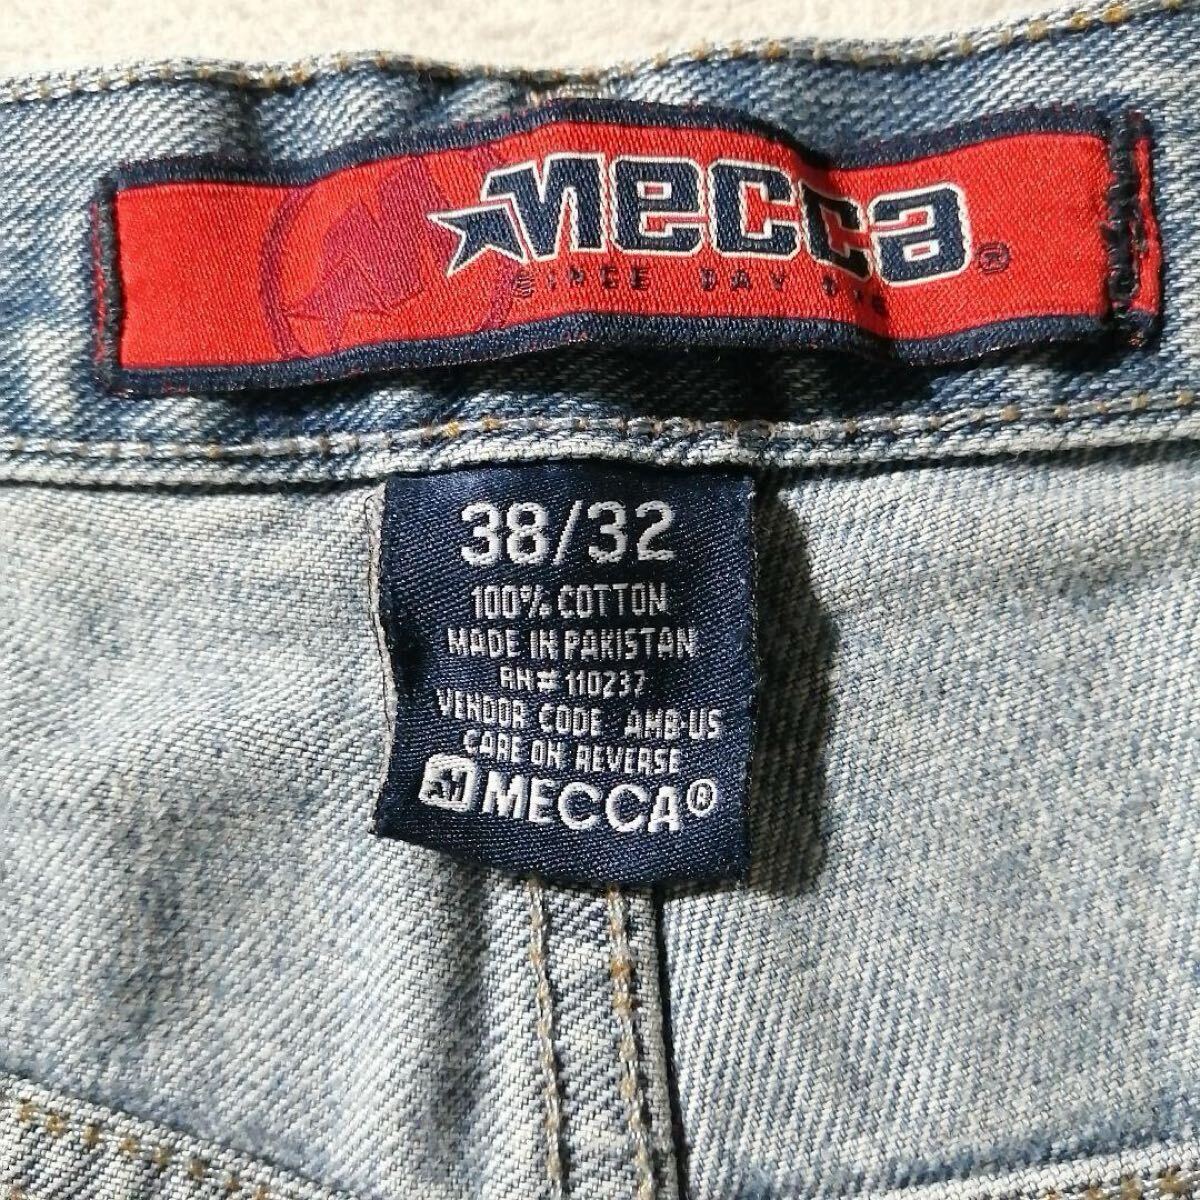 MECCA®
SINCE DAY ONE
38/32
100% COTTON
MADE IN PAKISTAN
RN# 110237
VENDOR CODE AMB-US
CARE ON REVERSE
MECCA®